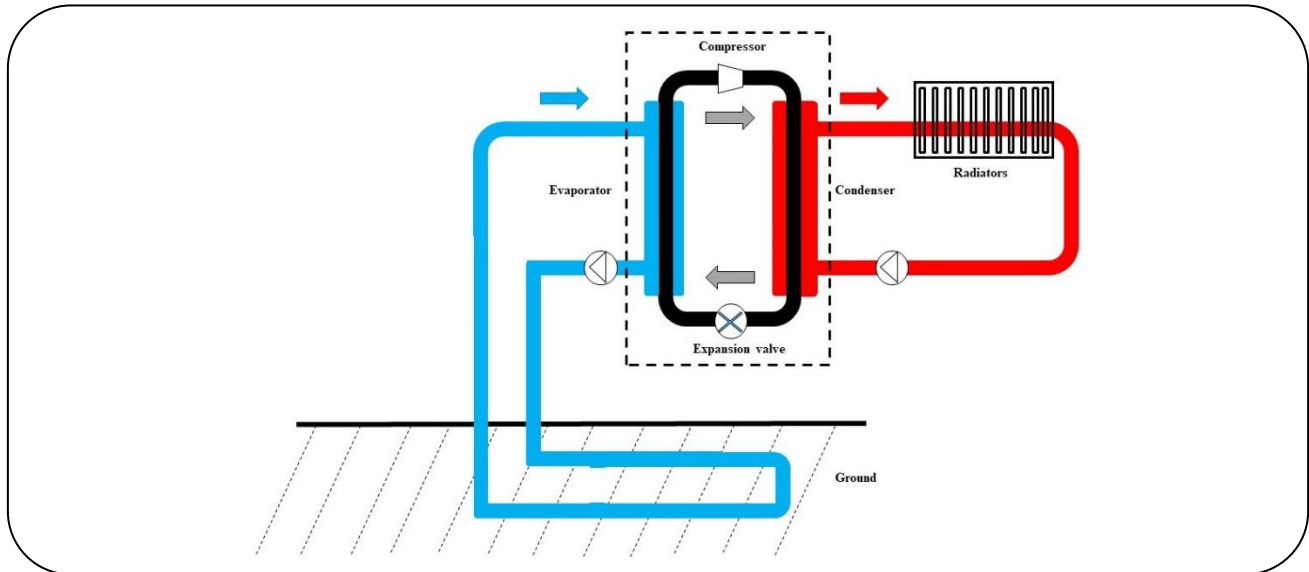 Compressor
Evaporator
Condenser
Radiators
Expansion valve
Ground